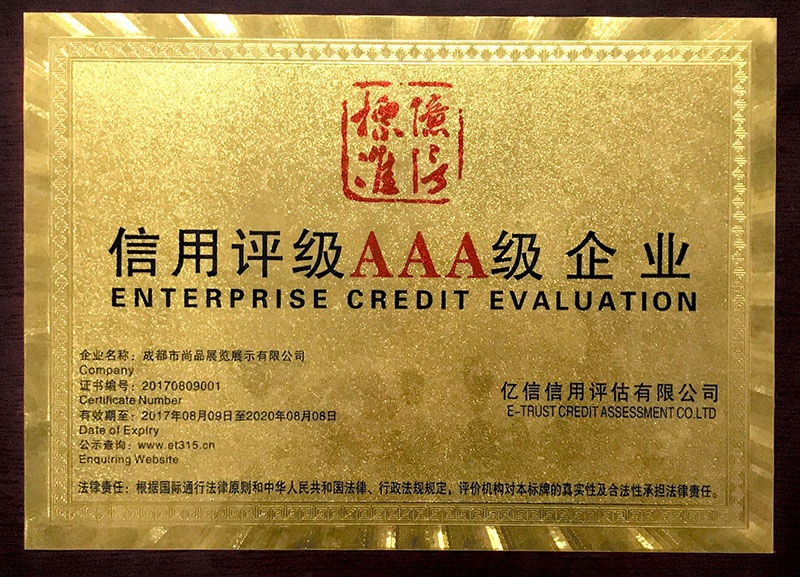 億信
標准
信用评级AAA级企业
ENTERPRISE CREDIT EVALUATION
企业名称：成都市尚品展览展示有限公司
Company
证书编号：20170809001
Certificate Number
有效期至：2017年08月09日至2020年08月08日
Date of Expiry
公示查询：www.et315.cn
Enquiring Website
亿信信用评估有限公司
E-TRUST CREDIT ASSESSMENT CO.LTD
法律责任：根据国际通行法律原则和中华人民共和国法律、行政法规规定，评价机构对本标牌的真实性及合法性承担法律责任。